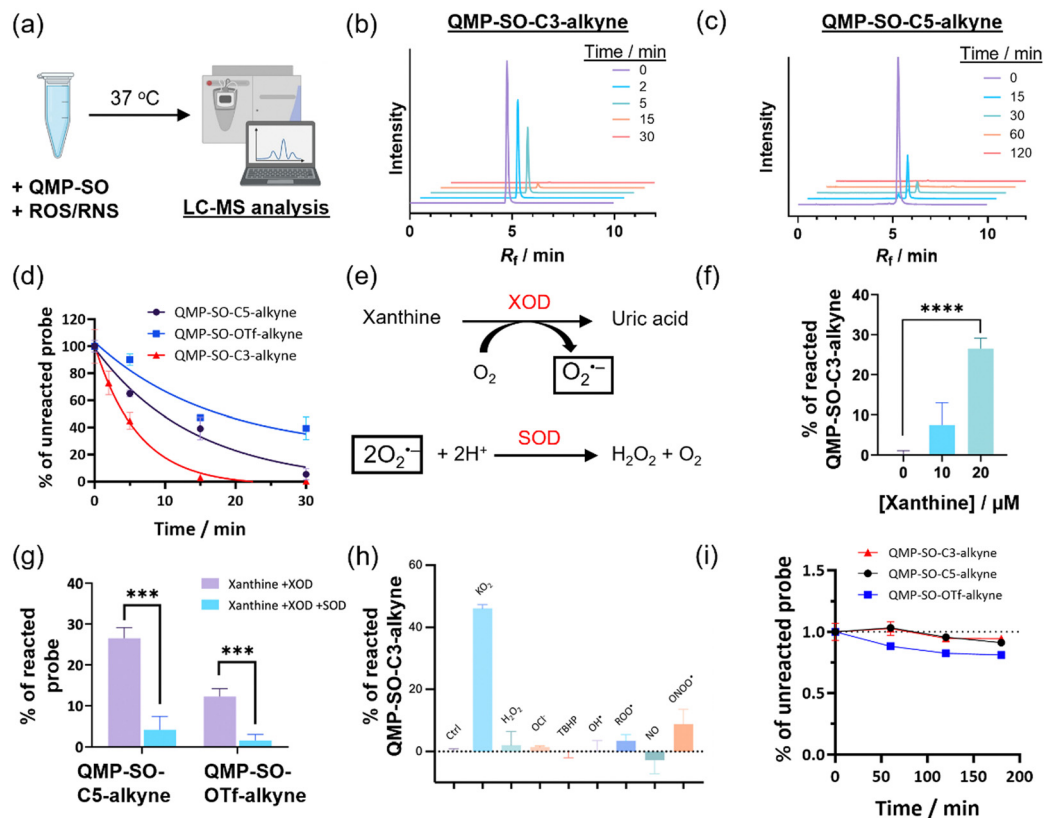 (a)
37 °C
+ QMP-SO
+ ROS/RNS
LC-MS analysis
(b)
QMP-SO-C3-alkyne
Time / min
0
2
5
15
30
Intensity
0
5
10
Rf / min
(c)
QMP-SO-C5-alkyne
Time / min
0
15
30
60
120
Intensity
0
5
10
Rf / min
(d)
QMP-SO-C5-alkyne
QMP-SO-OTf-alkyne
QMP-SO-C3-alkyne
% of unreacted probe
120
100
80
60
40
20
0
0
10
20
30
Time / min
(e)
XOD
Xanthine
Uric acid
O₂
O₂•−
SOD
2O₂•− + 2H⁺
H₂O₂ + O₂
(f)
% of reacted
QMP-SO-C3-alkyne
40
30
20
10
0
****
0
10
20
[Xanthine] / µM
(g)
% of reacted
probe
40
30
20
10
0
Xanthine +XOD
Xanthine +XOD +SOD
***
***
QMP-SO-
C5-alkyne
QMP-SO-
OTf-alkyne
(h)
% of reacted
QMP-SO-C3-alkyne
60
40
20
0
Ctrl
KO₂
H₂O₂
OCl⁻
TBHP
OH•
ROO•
NO
ONOO•
(i)
QMP-SO-C3-alkyne
QMP-SO-C5-alkyne
QMP-SO-OTf-alkyne
% of unreacted probe
1.5
1.0
0.5
0
50
100
150
200
Time / min